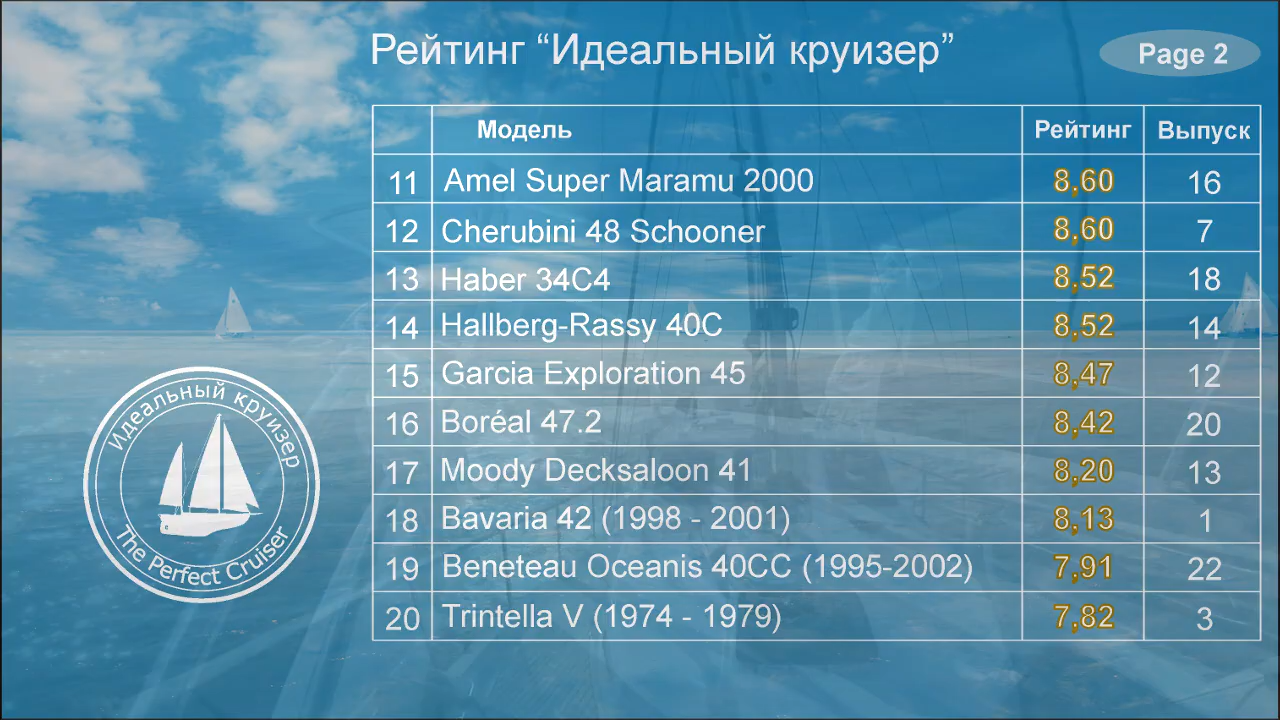 Рейтинг “Идеальный круизер”
Page 2
Модель Рейтинг Выпуск
11 Amel Super Maramu 2000 8,60 16
12 Cherubini 48 Schooner 8,60 7
13 Haber 34C4 8,52 18
14 Hallberg-Rassy 40C 8,52 14
15 Garcia Exploration 45 8,47 12
16 Boréal 47.2 8,42 20
17 Moody Decksaloon 41 8,20 13
18 Bavaria 42 (1998 - 2001) 8,13 1
19 Beneteau Oceanis 40CC (1995-2002) 7,91 22
20 Trintella V (1974 - 1979) 7,82 3
Идеальный круизер
The Perfect Cruiser